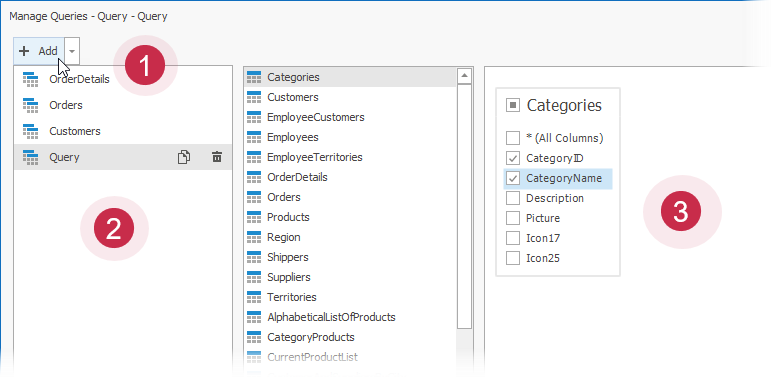 Manage Queries - Query - Query
Add
1
OrderDetails
Orders
Customers
Query
2
Categories
Customers
EmployeeCustomers
Employees
EmployeeTerritories
OrderDetails
Orders
Products
Region
Shippers
Suppliers
Territories
AlphabeticalListOfProducts
CategoryProducts
CurrentProductList
Categories
* (All Columns)
CategoryID
CategoryName
Description
Picture
Icon17
Icon25
3